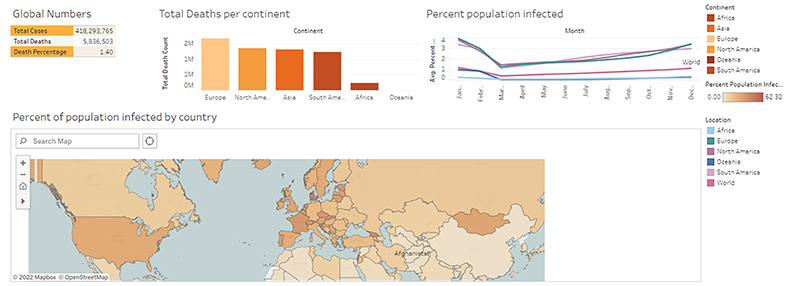 Global Numbers
Total Cases 418,293,765
Total Deaths 5,836,503
Death Percentage 1.40
Total Deaths per continent
Continent
Total Death Count
2M
2M
1M
1M
0M
Europe
North Ame..
Asia
South Ame..
Africa
Oceania
Percent population infected
Month
Avg. Percent ...
4
3
2
1
0
World
Jan..
Febr..
Mar..
April
May
June
July
Aug..
Sep..
Oct..
Nov..
Dec..
Continent
Africa
Asia
Europe
North America
Oceania
South America
Percent Population Infec...
0.00
62.32
Location
Africa
Europe
North America
Oceania
South America
World
Percent of population infected by country
Search Map
Afghanistan
© 2022 Mapbox © OpenStreetMap